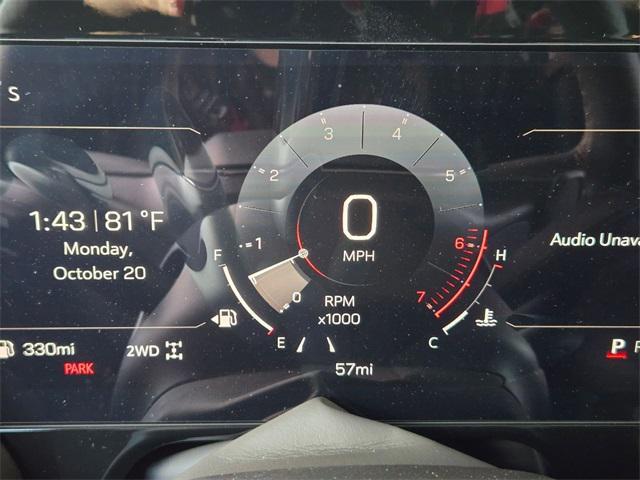 S
3 4
2 5
1 6
0 7
1:43 | 81 °F
Monday,
October 20
0
MPH
Audio Unava
F
H
RPM
x1000
E
C
330mi
PARK
2WD
57mi
P